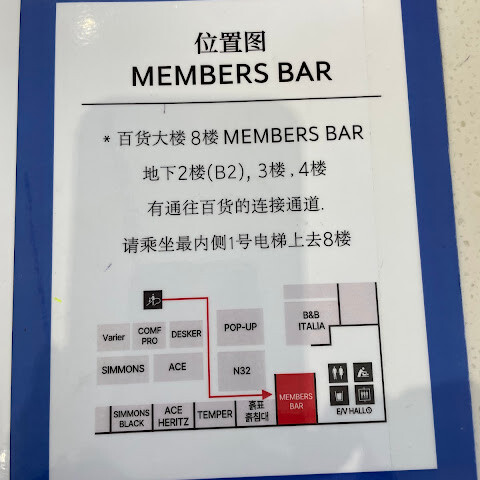 位置图
MEMBERS BAR
* 百货大楼 8楼 MEMBERS BAR
地下2楼(B2), 3楼 , 4楼
有通往百货的连接通道.
请乘坐最内侧1号电梯上去8楼
Varier
COMF PRO
DESKER
POP-UP
B&B ITALIA
SIMMONS
ACE
N32
SIMMONS BLACK
ACE HERITZ
TEMPER
흙표 흙침대
MEMBERS BAR
E/V HALL①